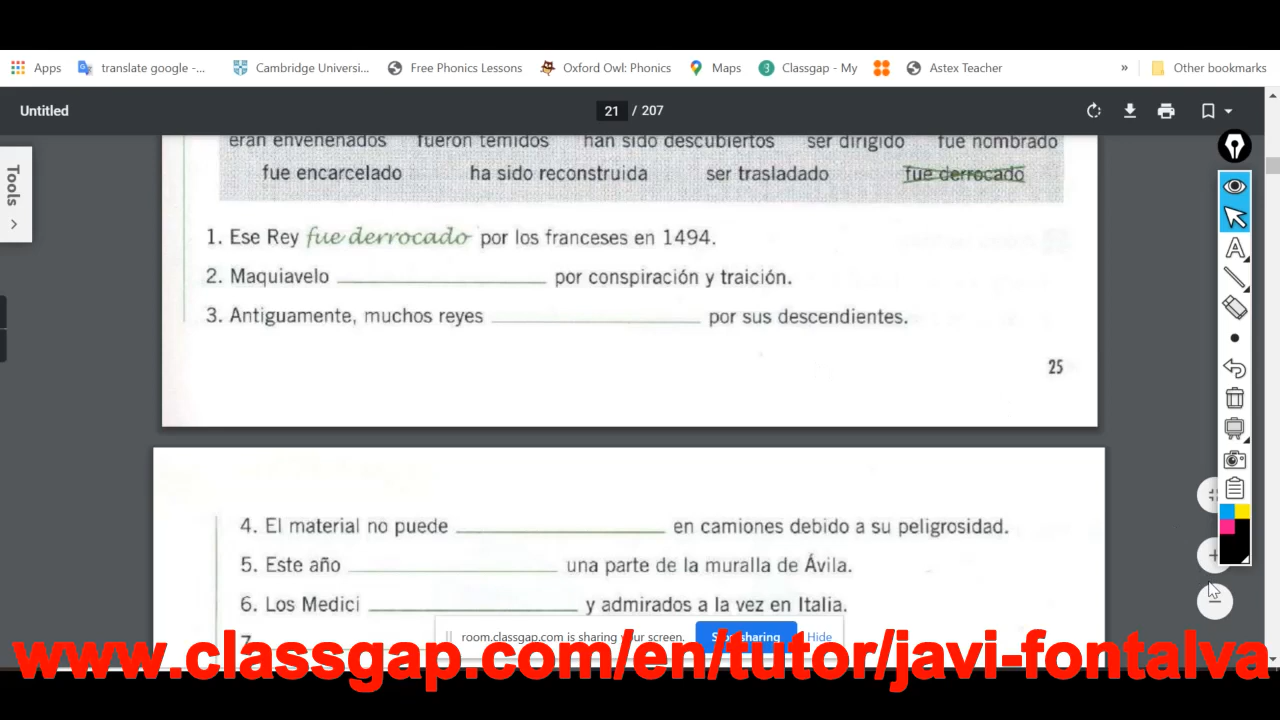 Apps translate google -... Cambridge Universi... Free Phonics Lessons Oxford Owl: Phonics Maps Classgap - My Astex Teacher » Other bookmarks
Untitled 21 / 207
Tools
eran envenenados fueron temidos han sido descubiertos ser dirigido fue nombrado
fue encarcelado ha sido reconstruida ser trasladado fue derrocado
1. Ese Rey fue derrocado por los franceses en 1494.
2. Maquiavelo por conspiración y traición.
3. Antiguamente, muchos reyes por sus descendientes.
25
4. El material no puede en camiones debido a su peligrosidad.
5. Este año una parte de la muralla de Ávila.
6. Los Medici y admirados a la vez en Italia.
7.
room.classgap.com is sharing your screen. Stop sharing Hide
www.classgap.com/en/tutor/javi-fontalva